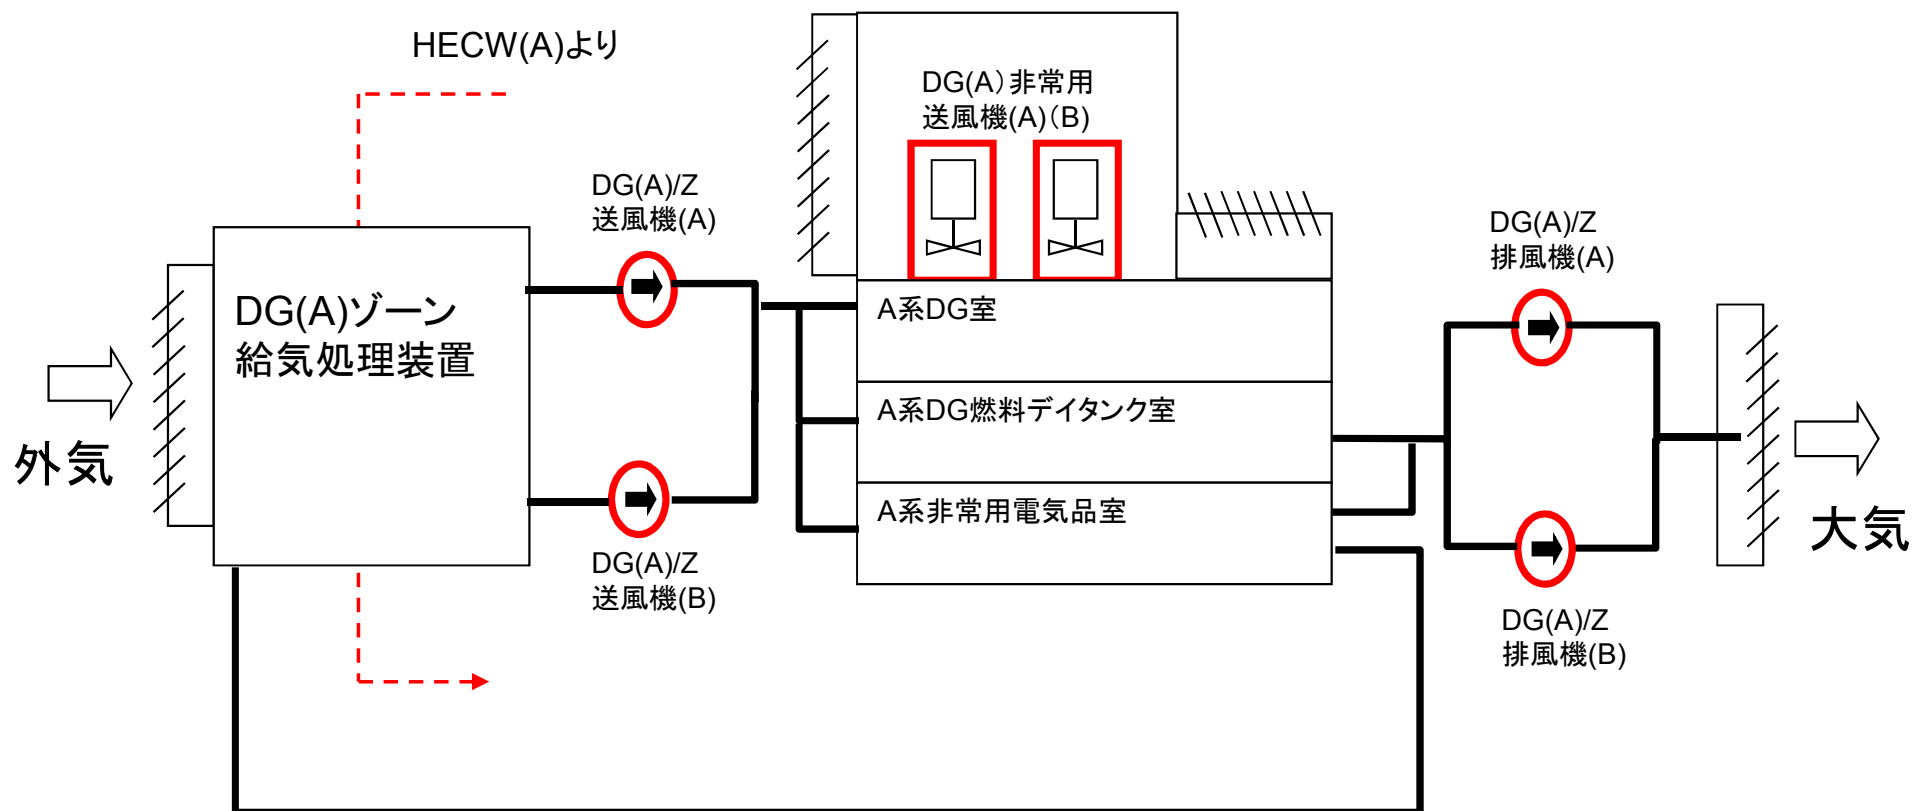 HECW(A)より
DG(A)非常用
送風機(A)(B)
DG(A)/Z
送風機(A)
DG(A)/Z
排風機(A)
DG(A)ゾーン
給気処理装置
A系DG室
A系DG燃料デイタンク室
外気
A系非常用電気品室
大気
DG(A)/Z
送風機(B)
DG(A)/Z
排風機(B)